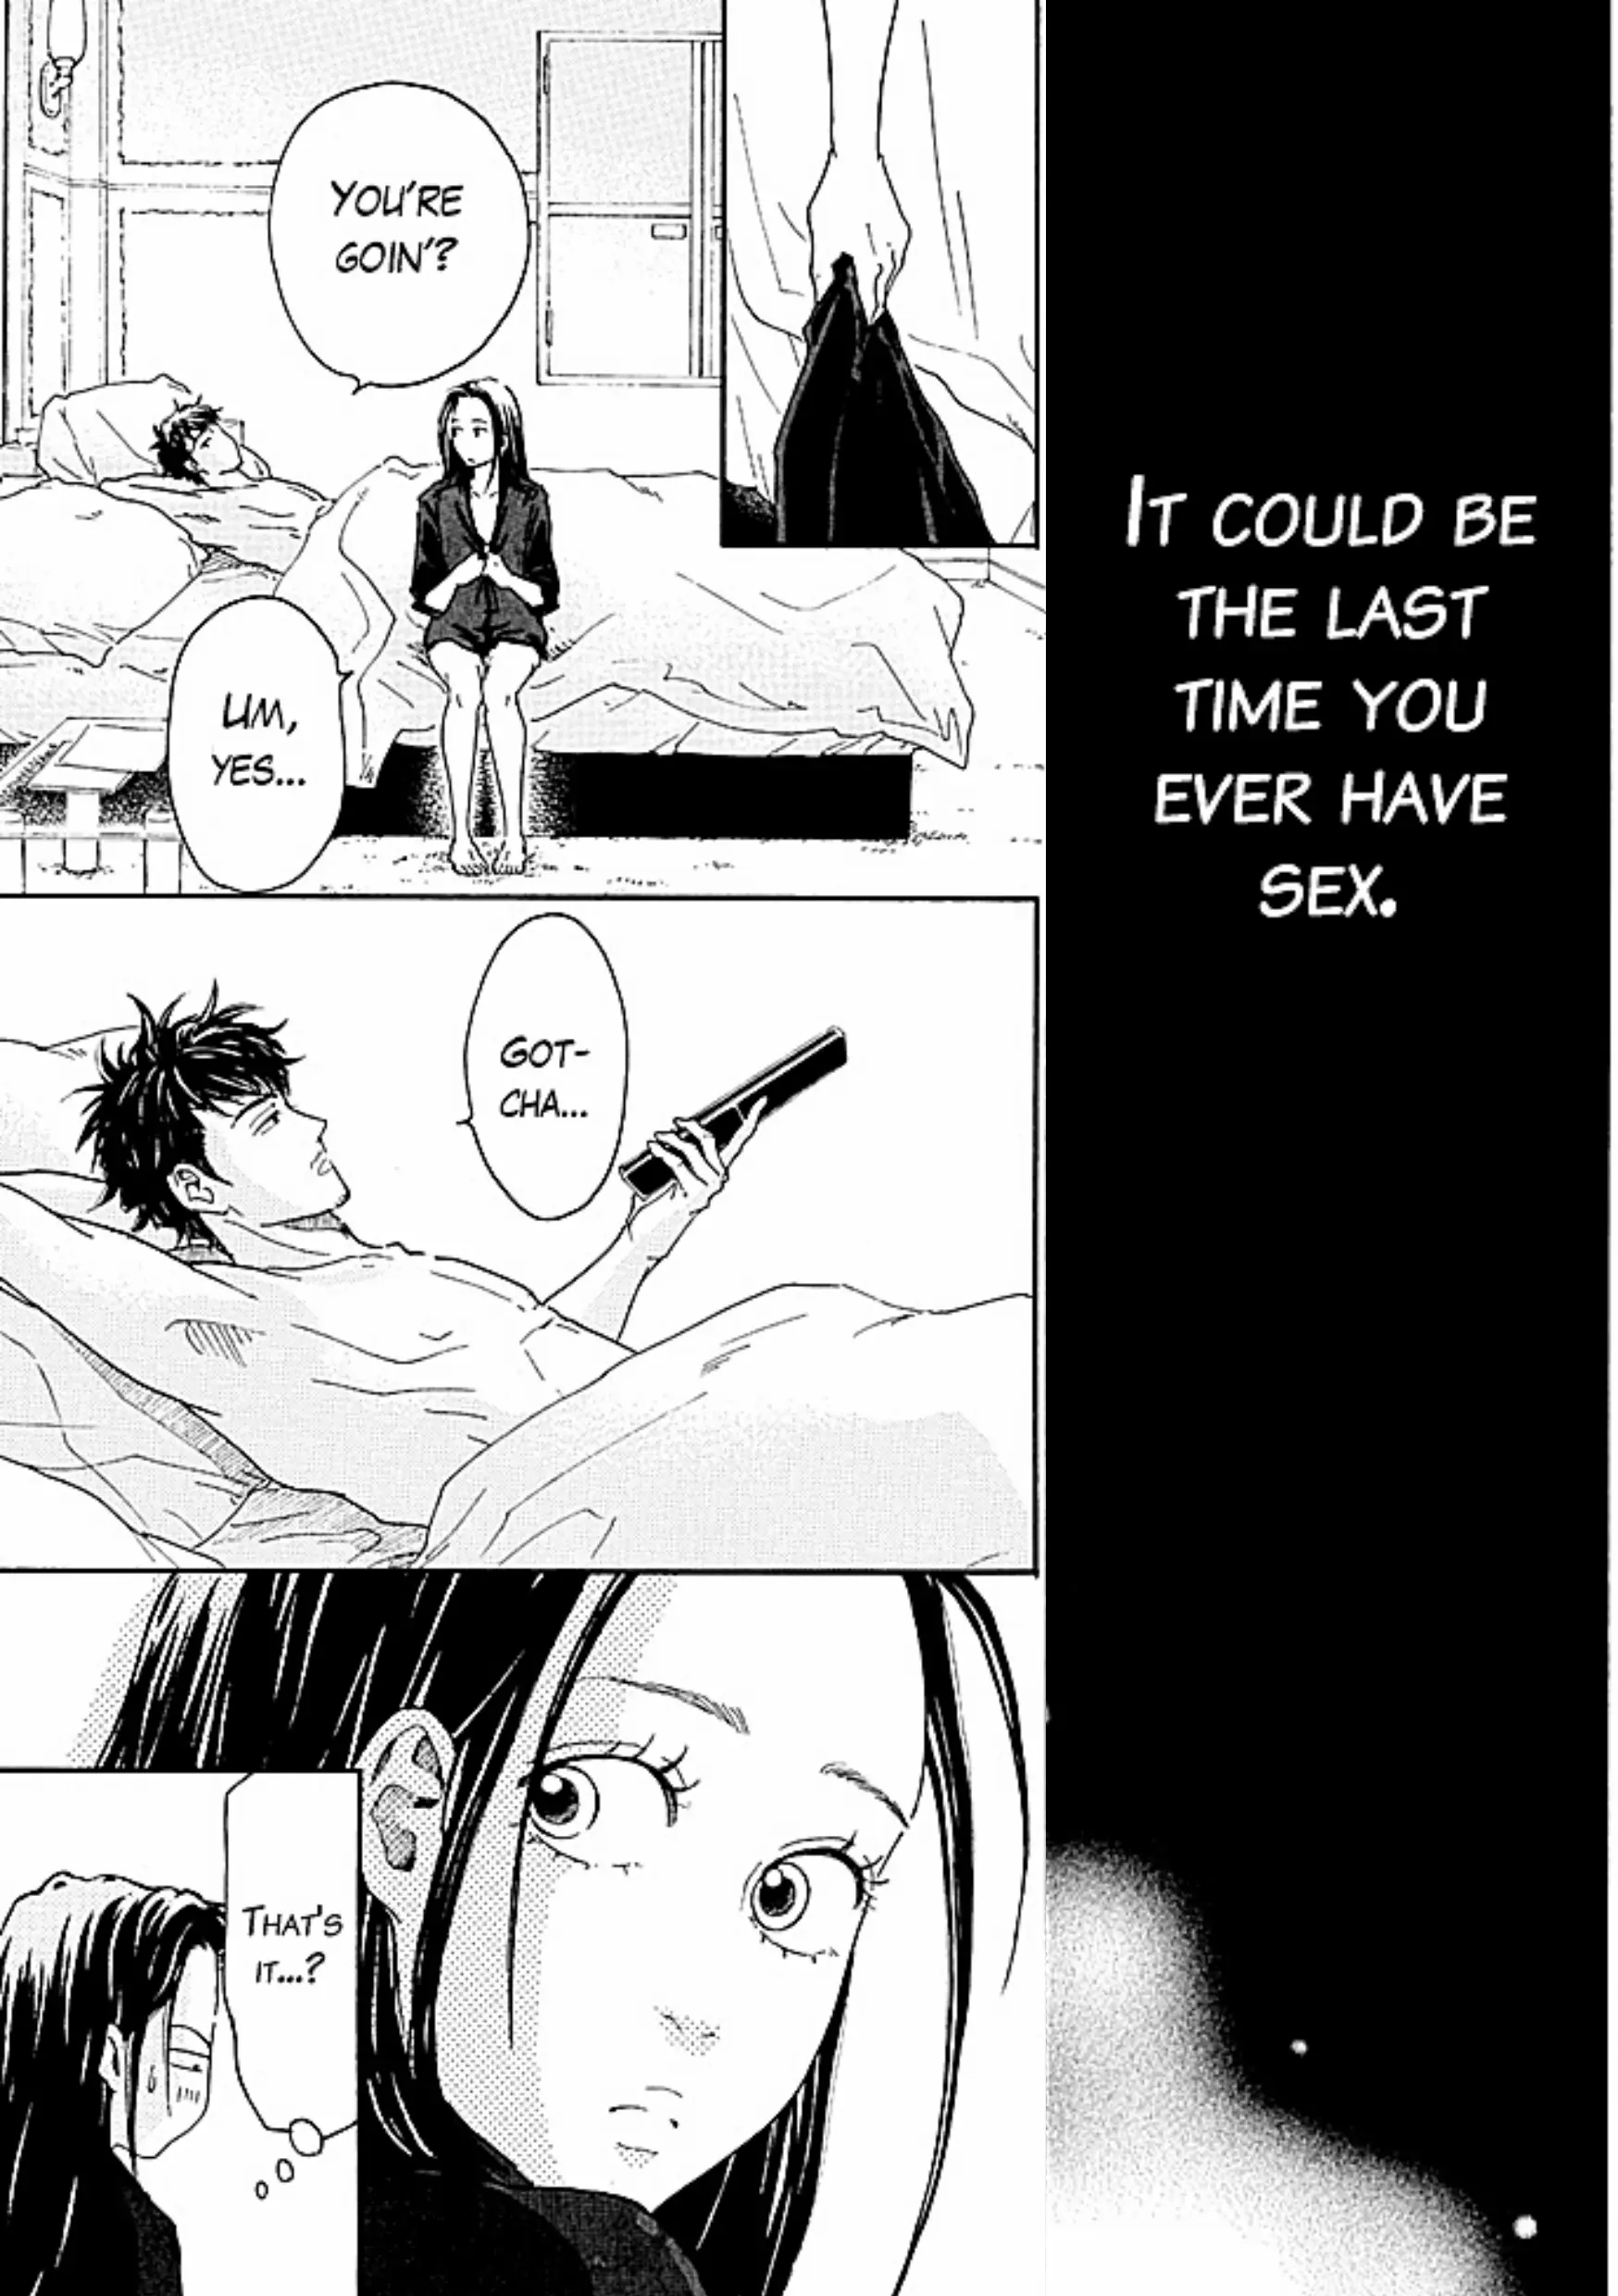 IT COULD BE
THE LAST
TIME YOU
EVER HAVE
SEX.
YOU'RE
GOIN'?
UM,
YES...
GOT-
CHA...
THAT'S
IT...?